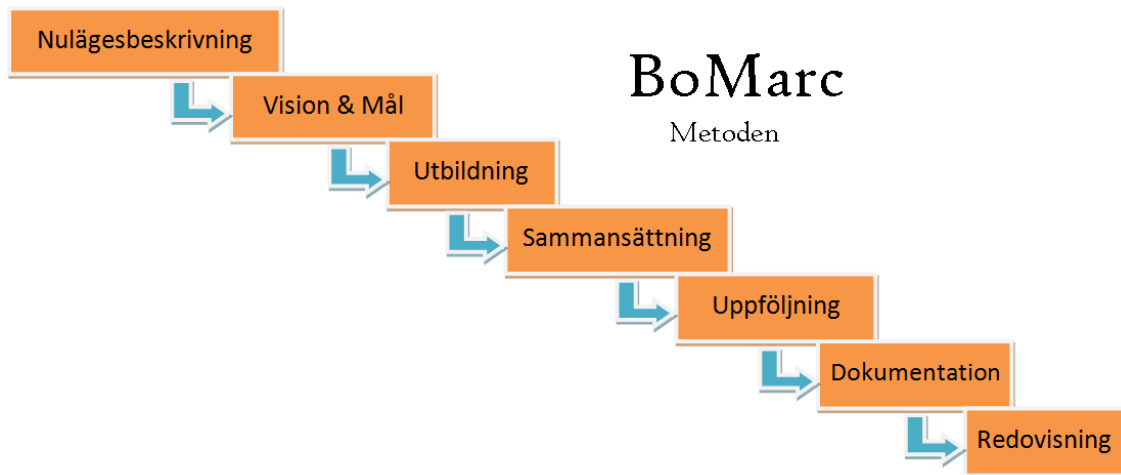 Nulägesbeskrivning
BoMarc
Metoden
Vision & Mål
Utbildning
Sammansättning
Uppföljning
Dokumentation
Redovisning